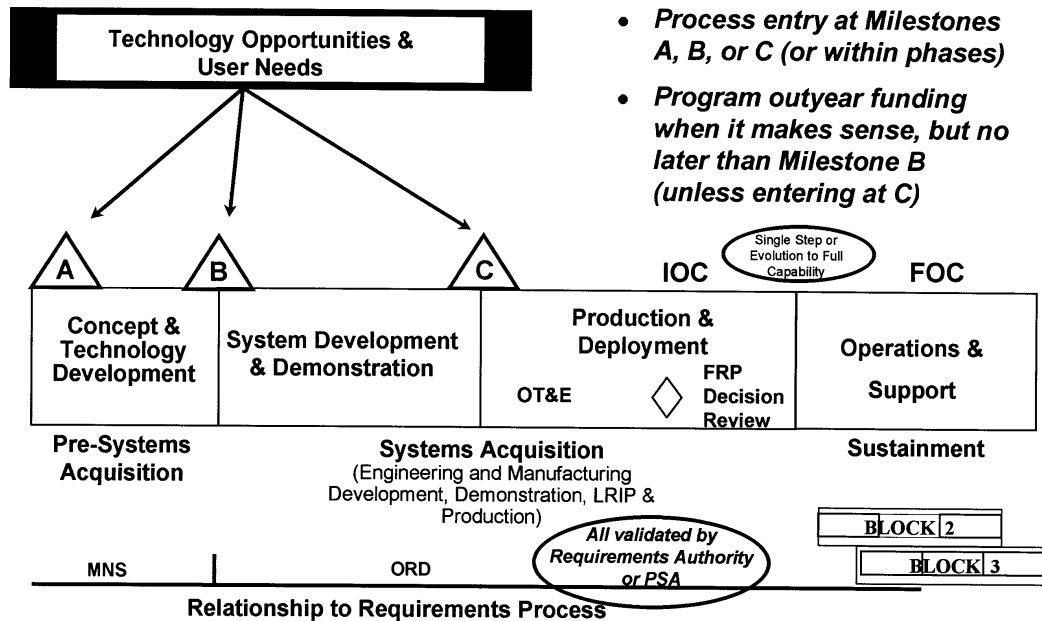 Technology Opportunities &
User Needs
• Process entry at Milestones
A, B, or C (or within phases)
• Program outyear funding
when it makes sense, but no
later than Milestone B
(unless entering at C)
A
B
C
IOC
Single Step or
Evolution to Full
Capability
FOC
Concept &
Technology
Development
System Development
& Demonstration
Production &
Deployment
OT&E
FRP
Decision
Review
Operations &
Support
Pre-Systems
Acquisition
Systems Acquisition
(Engineering and Manufacturing
Development, Demonstration, LRIP &
Production)
Sustainment
BLOCK 2
BLOCK 3
MNS
ORD
All validated by
Requirements Authority
or PSA
Relationship to Requirements Process